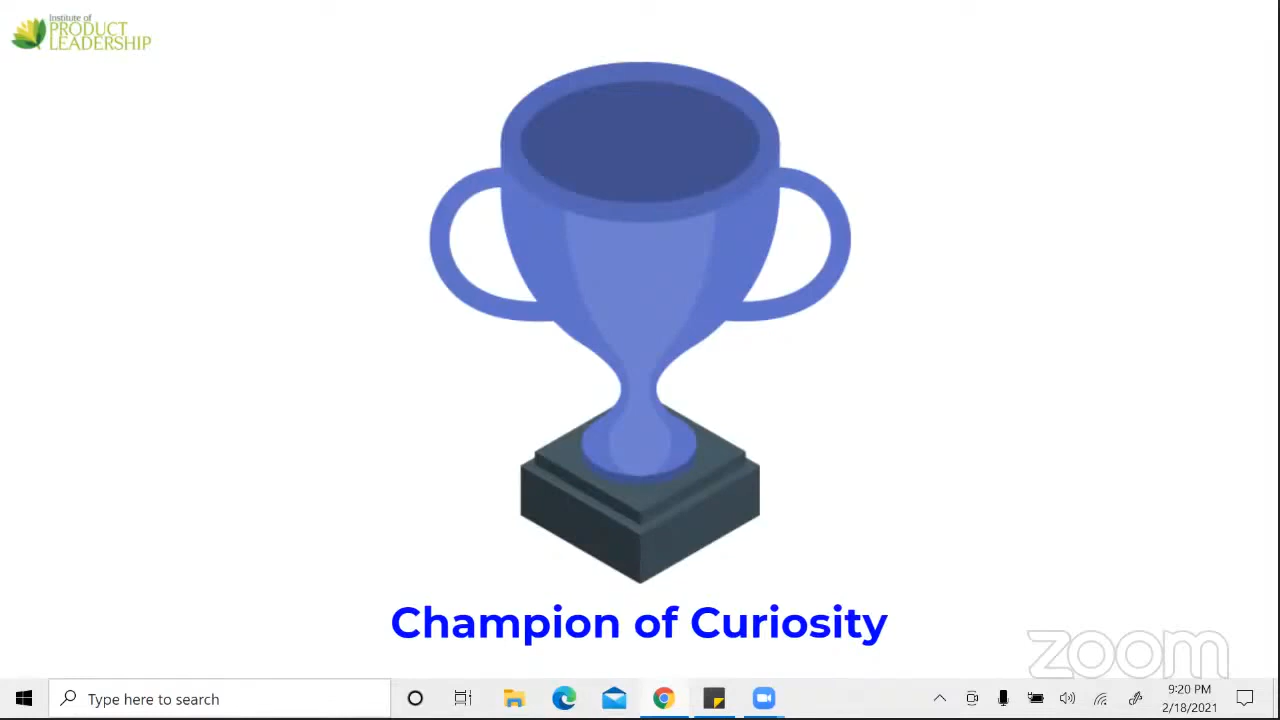 Institute of
PRODUCT
LEADERSHIP
Champion of Curiosity
zoom
Type here to search
9:20 PM
2/18/2021